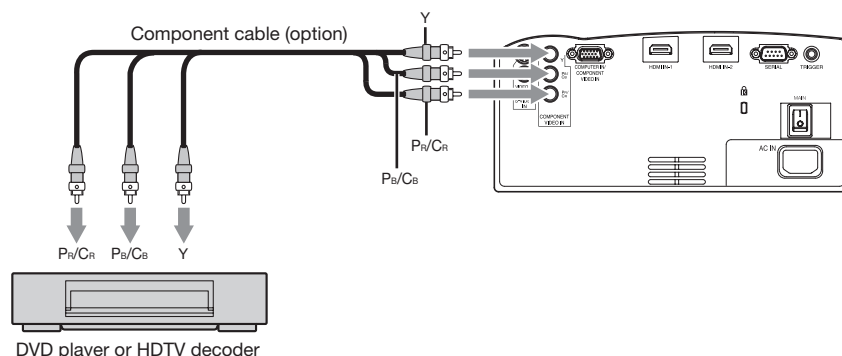 Component cable (option)
Y
PR/CR
PB/CB
PR/CR
PB/CB
Y
DVD player or HDTV decoder
Y
COMPUTER IN/
COMPONENT
VIDEO IN
HDMI IN-1
HDMI IN-2
SERIAL
TRIGGER
COMPONENT
VIDEO IN
IN
MAIN
AC IN